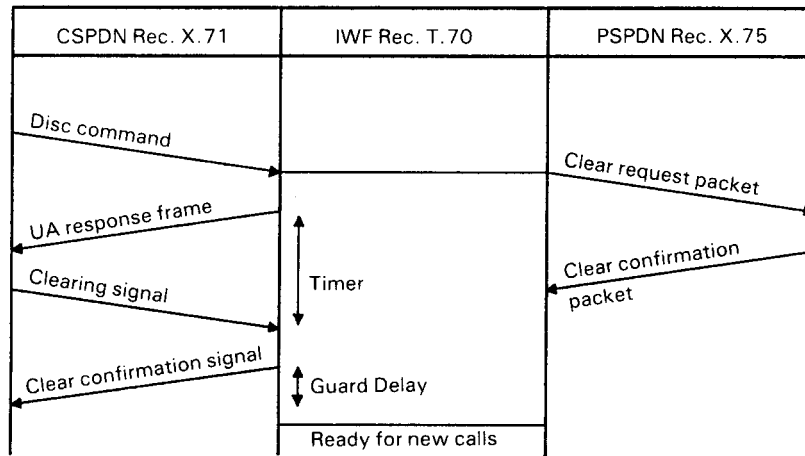 CSPDN Rec. X.71
IWF Rec. T.70
PSPDN Rec. X.75
Disc command
Clear request packet
UA response frame
Clear confirmation
packet
Timer
Clearing signal
Clear confirmation signal
Guard Delay
Ready for new calls